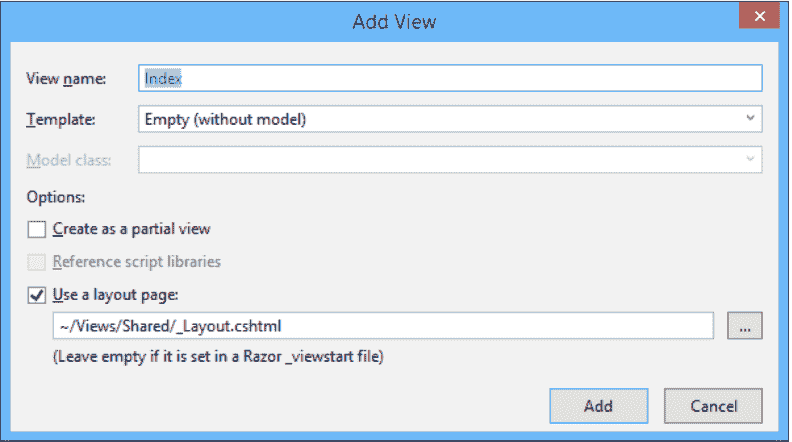 Add View
View name: Index
Template: Empty (without model)
Model class:
Options:
Create as a partial view
Reference script libraries
Use a layout page:
~/Views/Shared/_Layout.cshtml ...
(Leave empty if it is set in a Razor _viewstart file)
Add Cancel